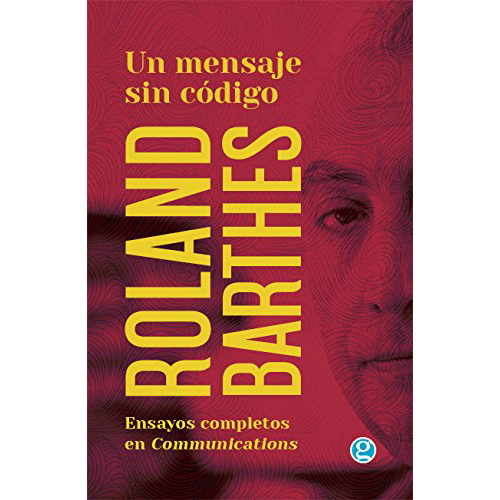 Un mensaje
sin código
ROLAND
BARTHES
Ensayos completos
en Communications
g